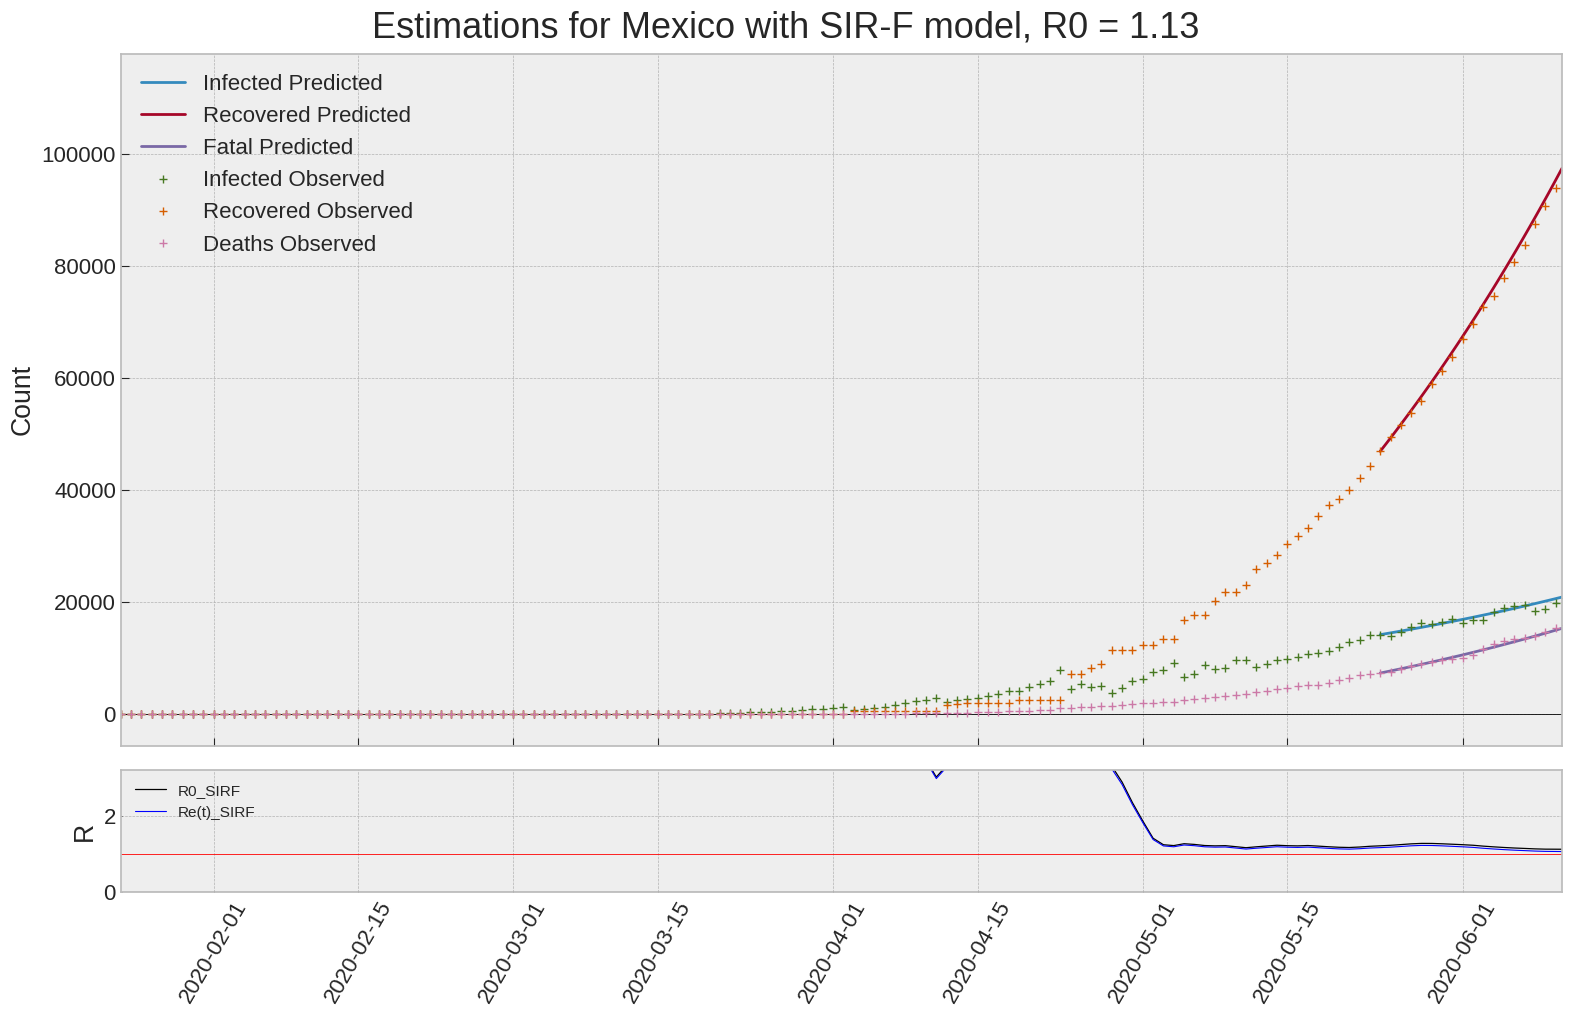 Estimations for Mexico with SIR-F model, R0 = 1.13
Infected Predicted
Recovered Predicted
Fatal Predicted
Infected Observed
Recovered Observed
Deaths Observed
100000
80000
60000
40000
20000
0
Count
R0_SIRF
Re(t)_SIRF
2
0
R
2020-02-01
2020-02-15
2020-03-01
2020-03-15
2020-04-01
2020-04-15
2020-05-01
2020-05-15
2020-06-01